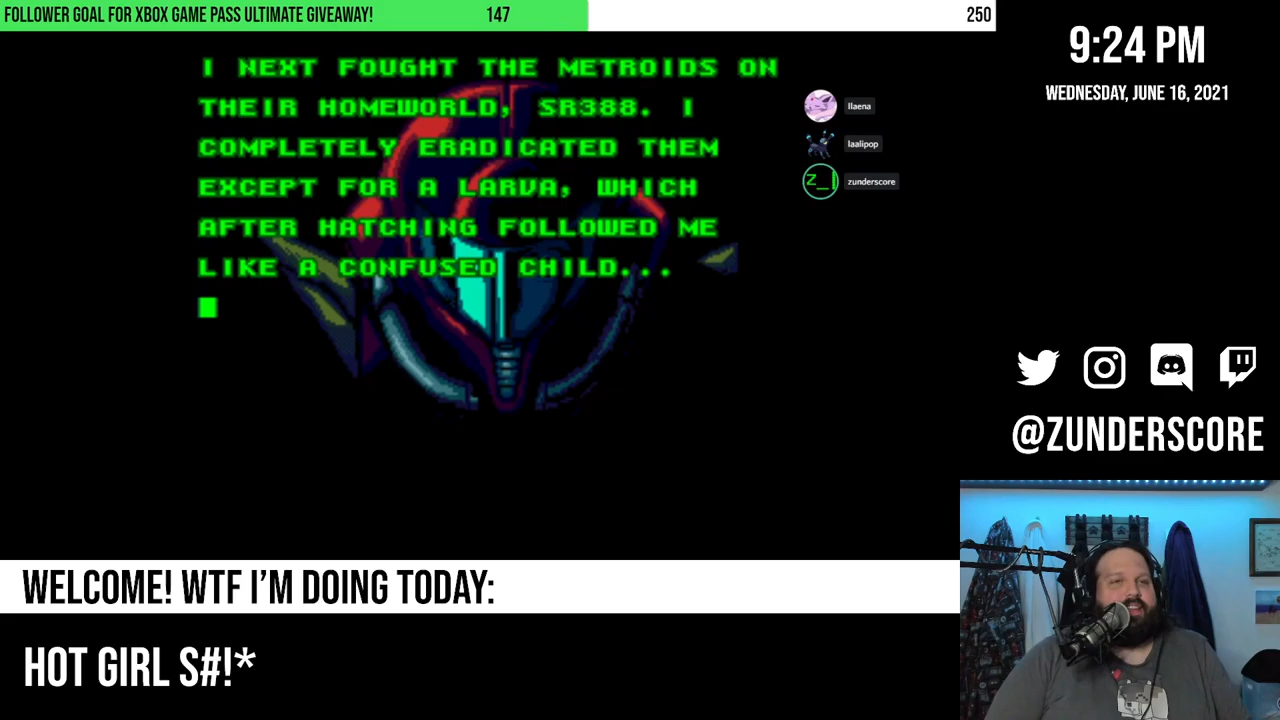 FOLLOWER GOAL FOR XBOX GAME PASS ULTIMATE GIVEAWAY! 147 250
9:24 PM
WEDNESDAY, JUNE 16, 2021
I NEXT FOUGHT THE METROIDS ON
THEIR HOMEWORLD, SR388. I
COMPLETELY ERADICATED THEM
EXCEPT FOR A LARVA, WHICH
AFTER HATCHING FOLLOWED ME
LIKE A CONFUSED CHILD...
llaena
laalipop
Z_
zunderscore
@ZUNDERSCORE
WELCOME! WTF I'M DOING TODAY:
HOT GIRL S#!*